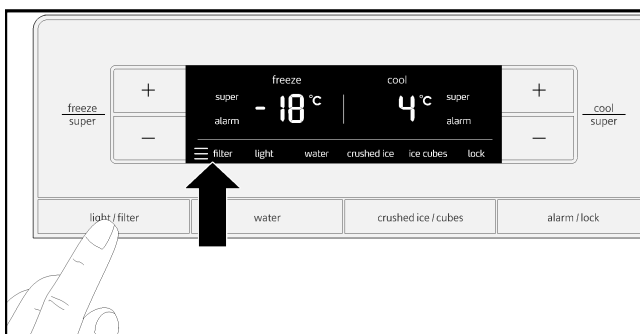 freeze cool
super -18 °C 4 °C super
+ +
freeze cool
super super
alarm alarm
- -
filter light water crushed ice ice cubes lock
light / filter water crushed ice / cubes alarm / lock